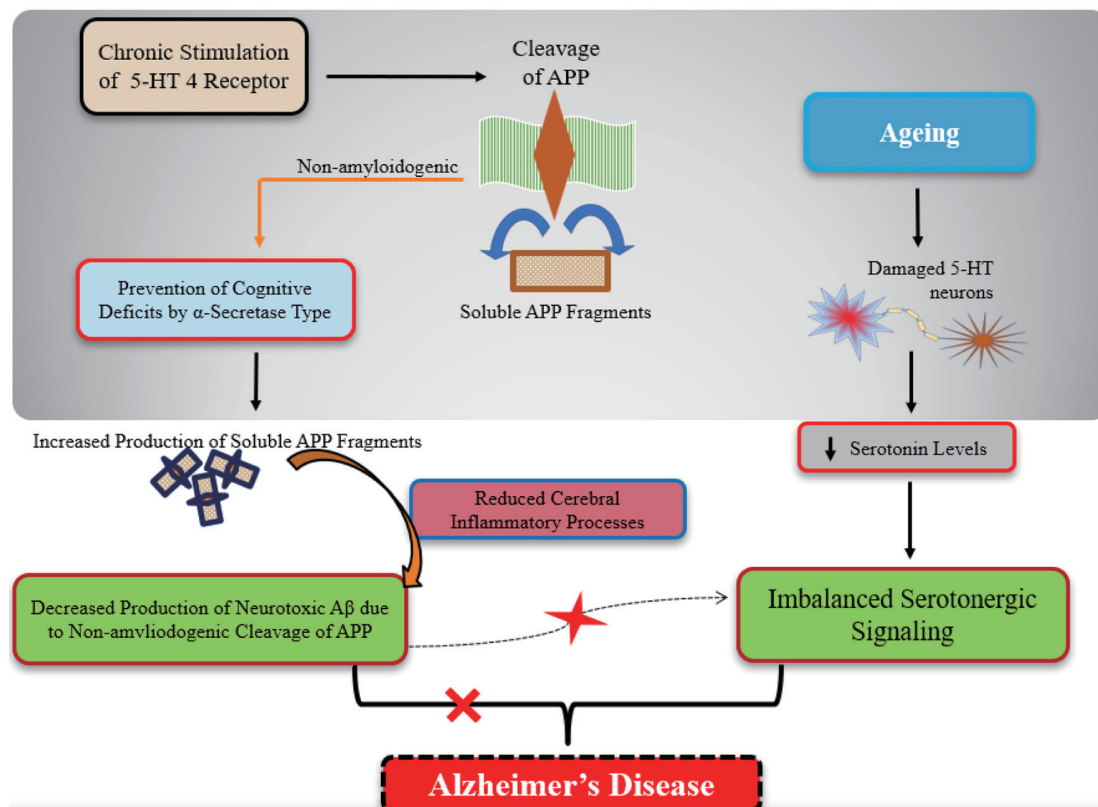 Chronic Stimulation
of 5-HT 4 Receptor
Cleavage
of APP
Ageing
Non-amyloidogenic
Prevention of Cognitive
Deficits by α-Secretase Type
Soluble APP Fragments
Damaged 5-HT
neurons
Increased Production of Soluble APP Fragments
Serotonin Levels
Reduced Cerebral
Inflammatory Processes
Decreased Production of Neurotoxic Aβ due
to Non-amvliodogenic Cleavage of APP
Imbalanced Serotonergic
Signaling
Alzheimer's Disease